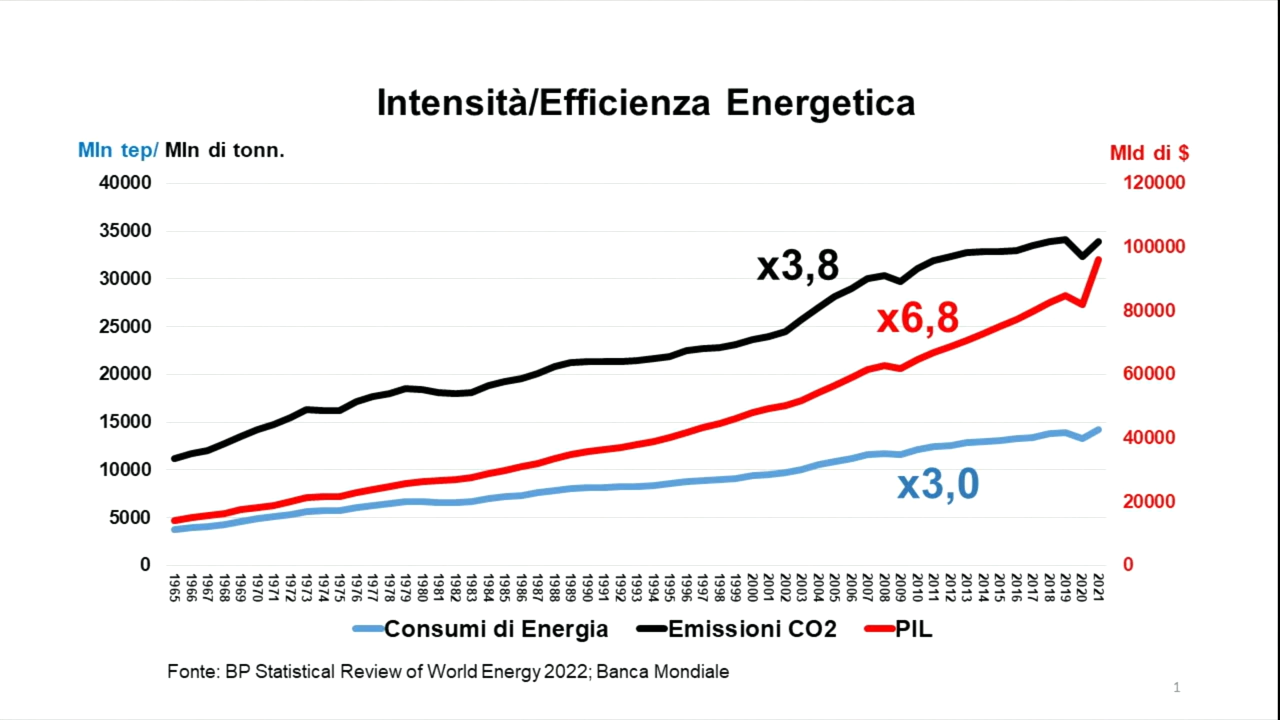 Intensità/Efficienza Energetica
Mln tep/ Mln di tonn.
Mld di $
40000
35000
30000
25000
20000
15000
10000
5000
0
120000
100000
80000
60000
40000
20000
0
x3,8
x6,8
x3,0
1965 1966 1967 1968 1969 1970 1971 1972 1973 1974 1975 1976 1977 1978 1979 1980 1981 1982 1983 1984 1985 1986 1987 1988 1989 1990 1991 1992 1993 1994 1995 1996 1997 1998 1999 2000 2001 2002 2003 2004 2005 2006 2007 2008 2009 2010 2011 2012 2013 2014 2015 2016 2017 2018 2019 2020 2021
Consumi di Energia Emissioni CO2 PIL
Fonte: BP Statistical Review of World Energy 2022; Banca Mondiale
1